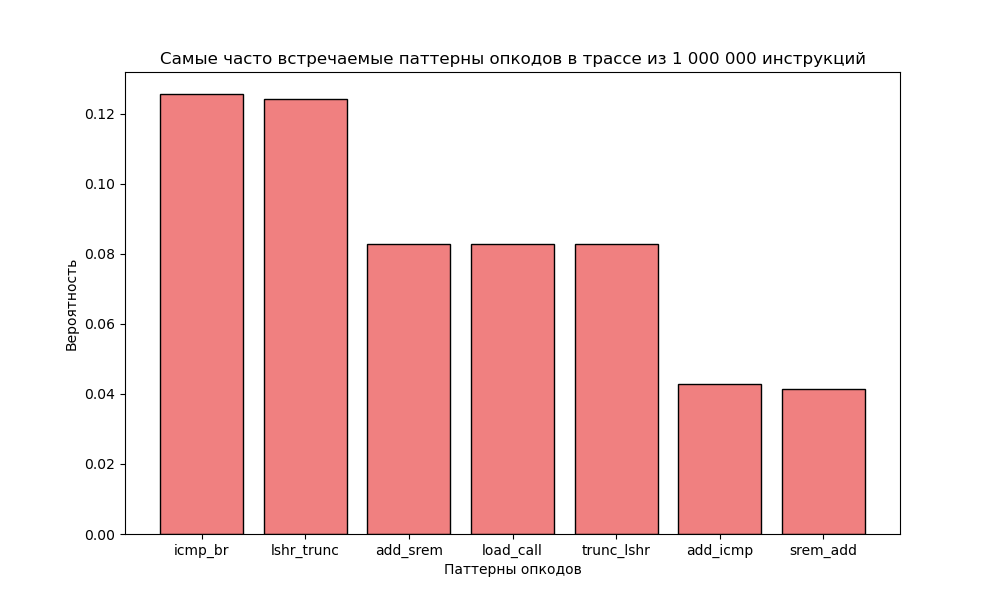 Самые часто встречаемые паттерны опкодов в трассе из 1 000 000 инструкций
Вероятность
0.12
0.10
0.08
0.06
0.04
0.02
0.00
icmp_br lshr_trunc add_srem load_call trunc_lshr add_icmp srem_add
Паттерны опкодов